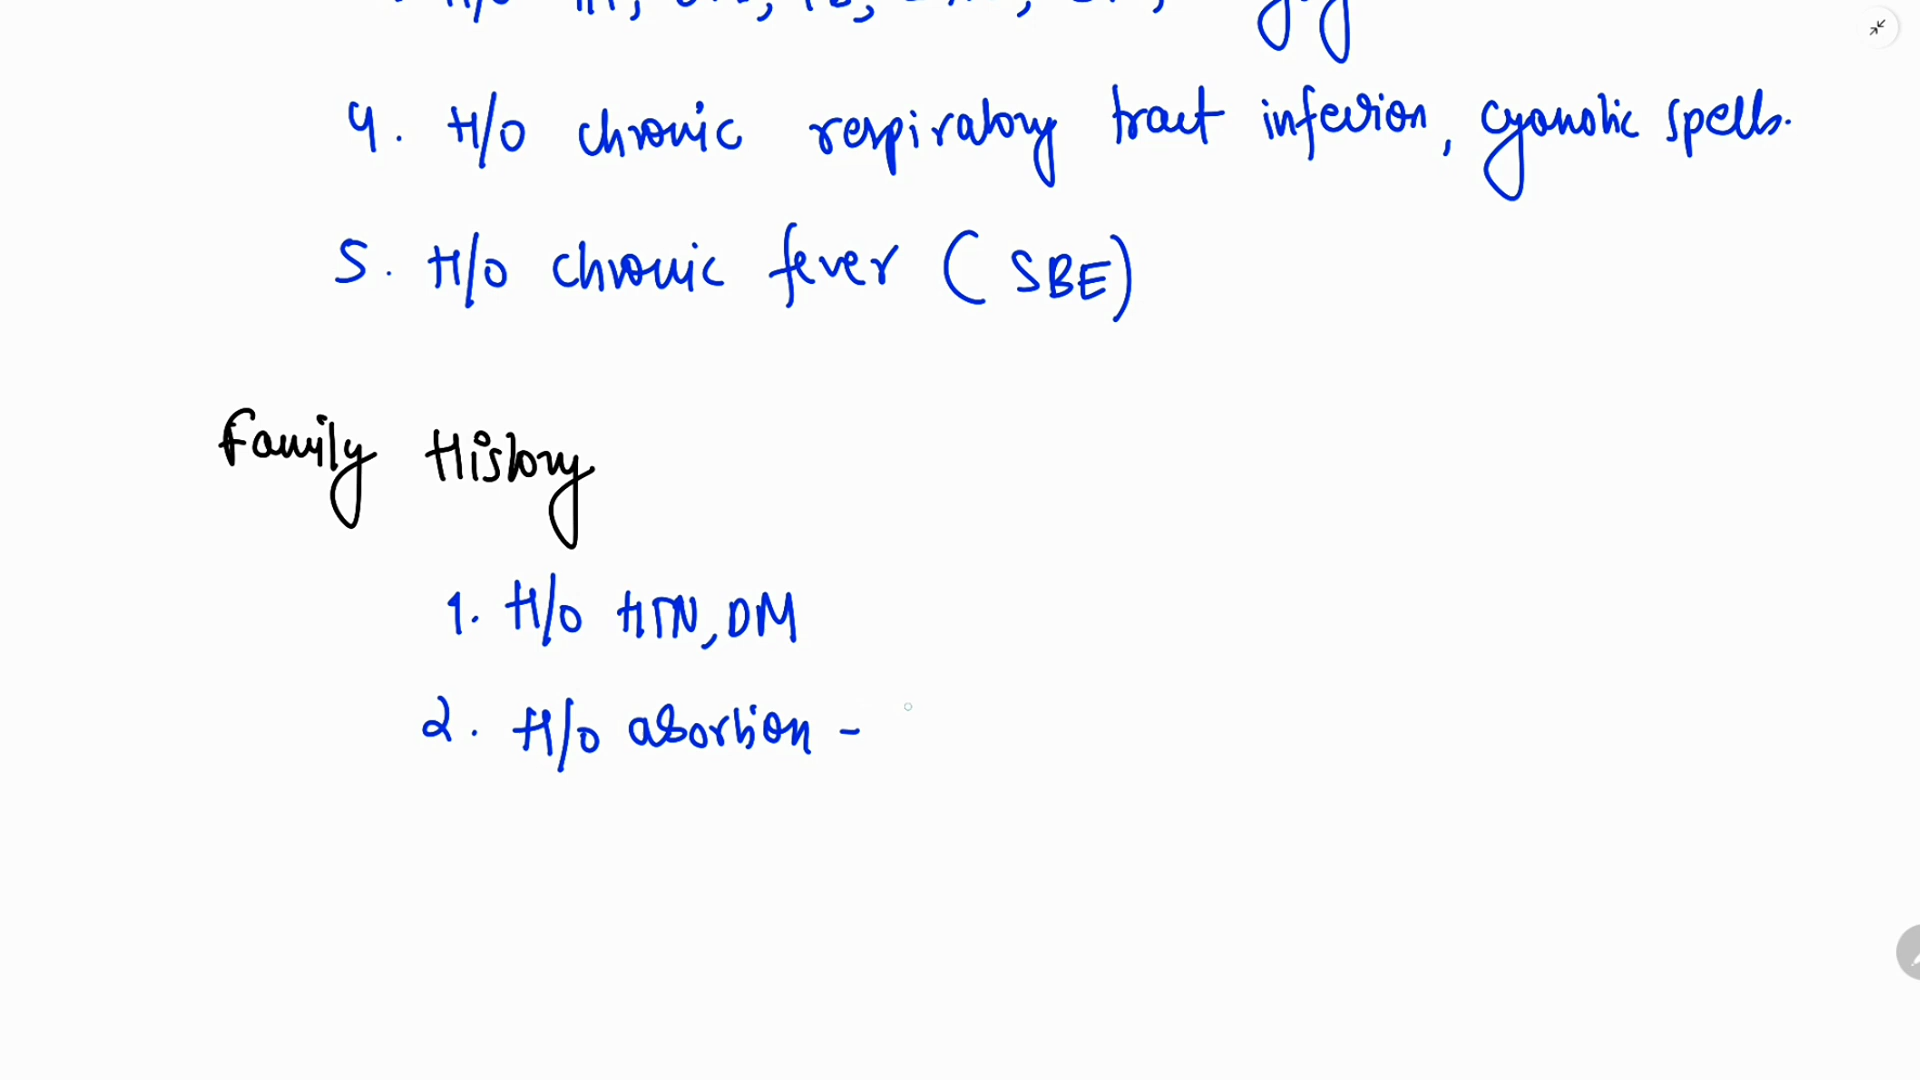 4. H/O chronic respiratory tract infection, cyanotic spells.
5. H/O chronic fever (SBE)
Family History
1. H/O HTN, DM
2. H/O abortion -